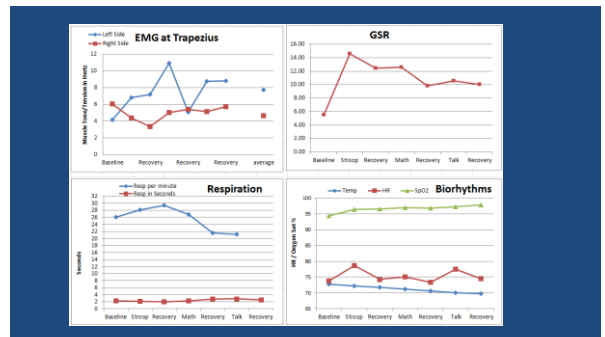 EMG at Trapezius
Left Side
Right Side
Muscle Tone/Tension in Hertz
12
10
8
6
4
2
0
Baseline Recovery Recovery Recovery average
GSR
16.00
14.00
12.00
10.00
8.00
6.00
4.00
2.00
0.00
Baseline Stroop Recovery Math Recovery Talk Recovery
Respiration
Resp per minute
Resp in Seconds
Seconds
32
30
28
26
24
22
20
18
16
14
12
10
8
6
4
2
0
Baseline Stroop Recovery Math Recovery Talk Recovery
Biorhythms
Temp HR SpO2
HR / Oxygen Sat %
100
95
90
85
80
75
70
65
Baseline Stroop Recovery Math Recovery Talk Recovery